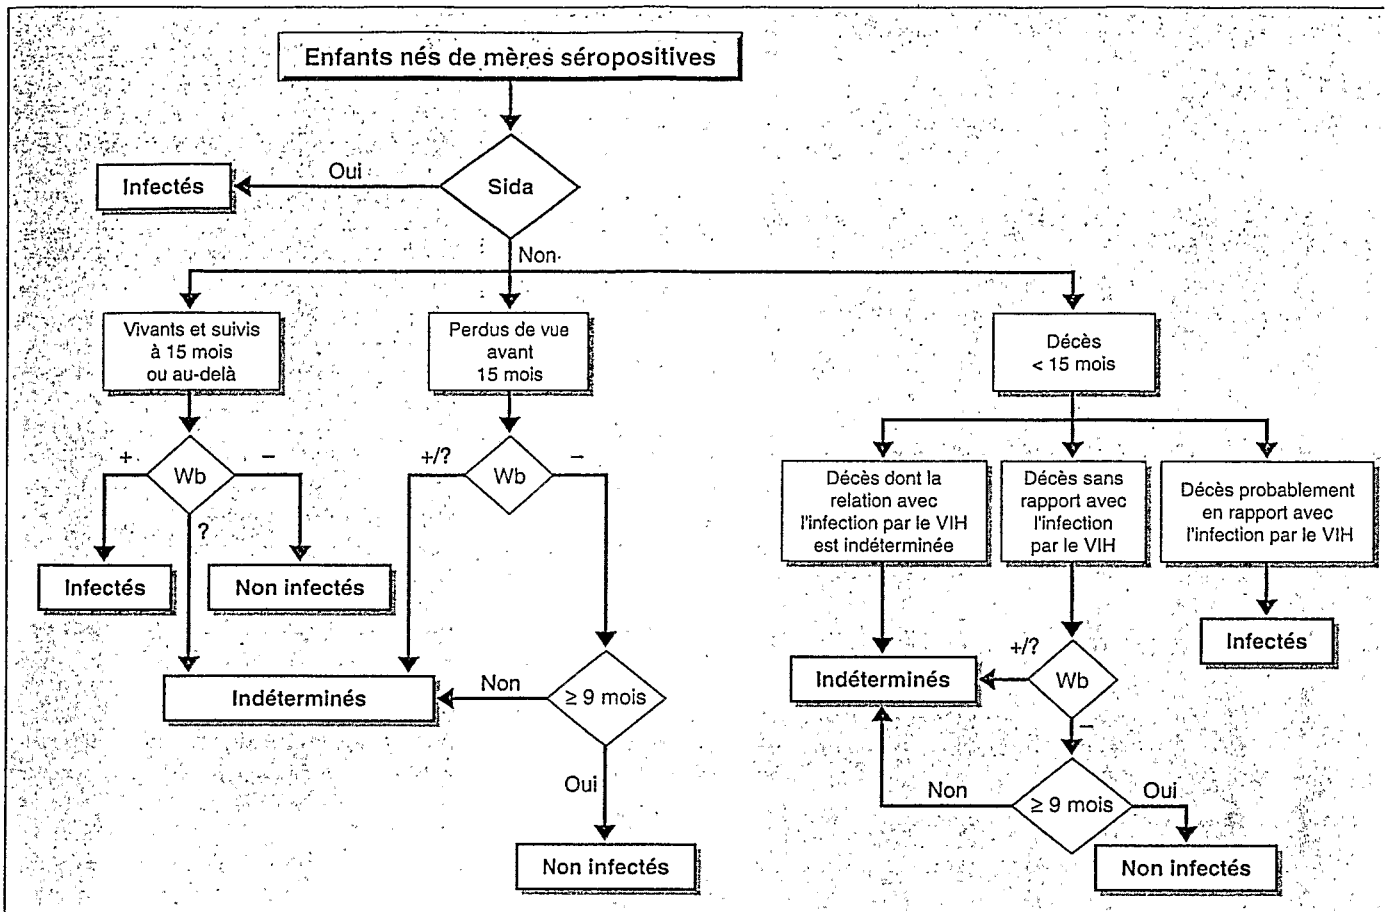 Enfants nés de mères séropositives
Sida
Oui
Infectés
Non
Vivants et suivis
à 15 mois
ou au-delà
Perdus de vue
avant
15 mois
Décès
< 15 mois
+
Wb
–
?
Infectés
Non infectés
+/?
Wb
–
Indéterminés
Non
≥ 9 mois
Oui
Non infectés
Décès dont la
relation avec
l'infection par le VIH
est indéterminée
Décès sans
rapport avec
l'infection
par le VIH
Décès probablement
en rapport avec
l'infection par le VIH
Infectés
+/?
Wb
–
Indéterminés
Non
≥ 9 mois
Oui
Non infectés